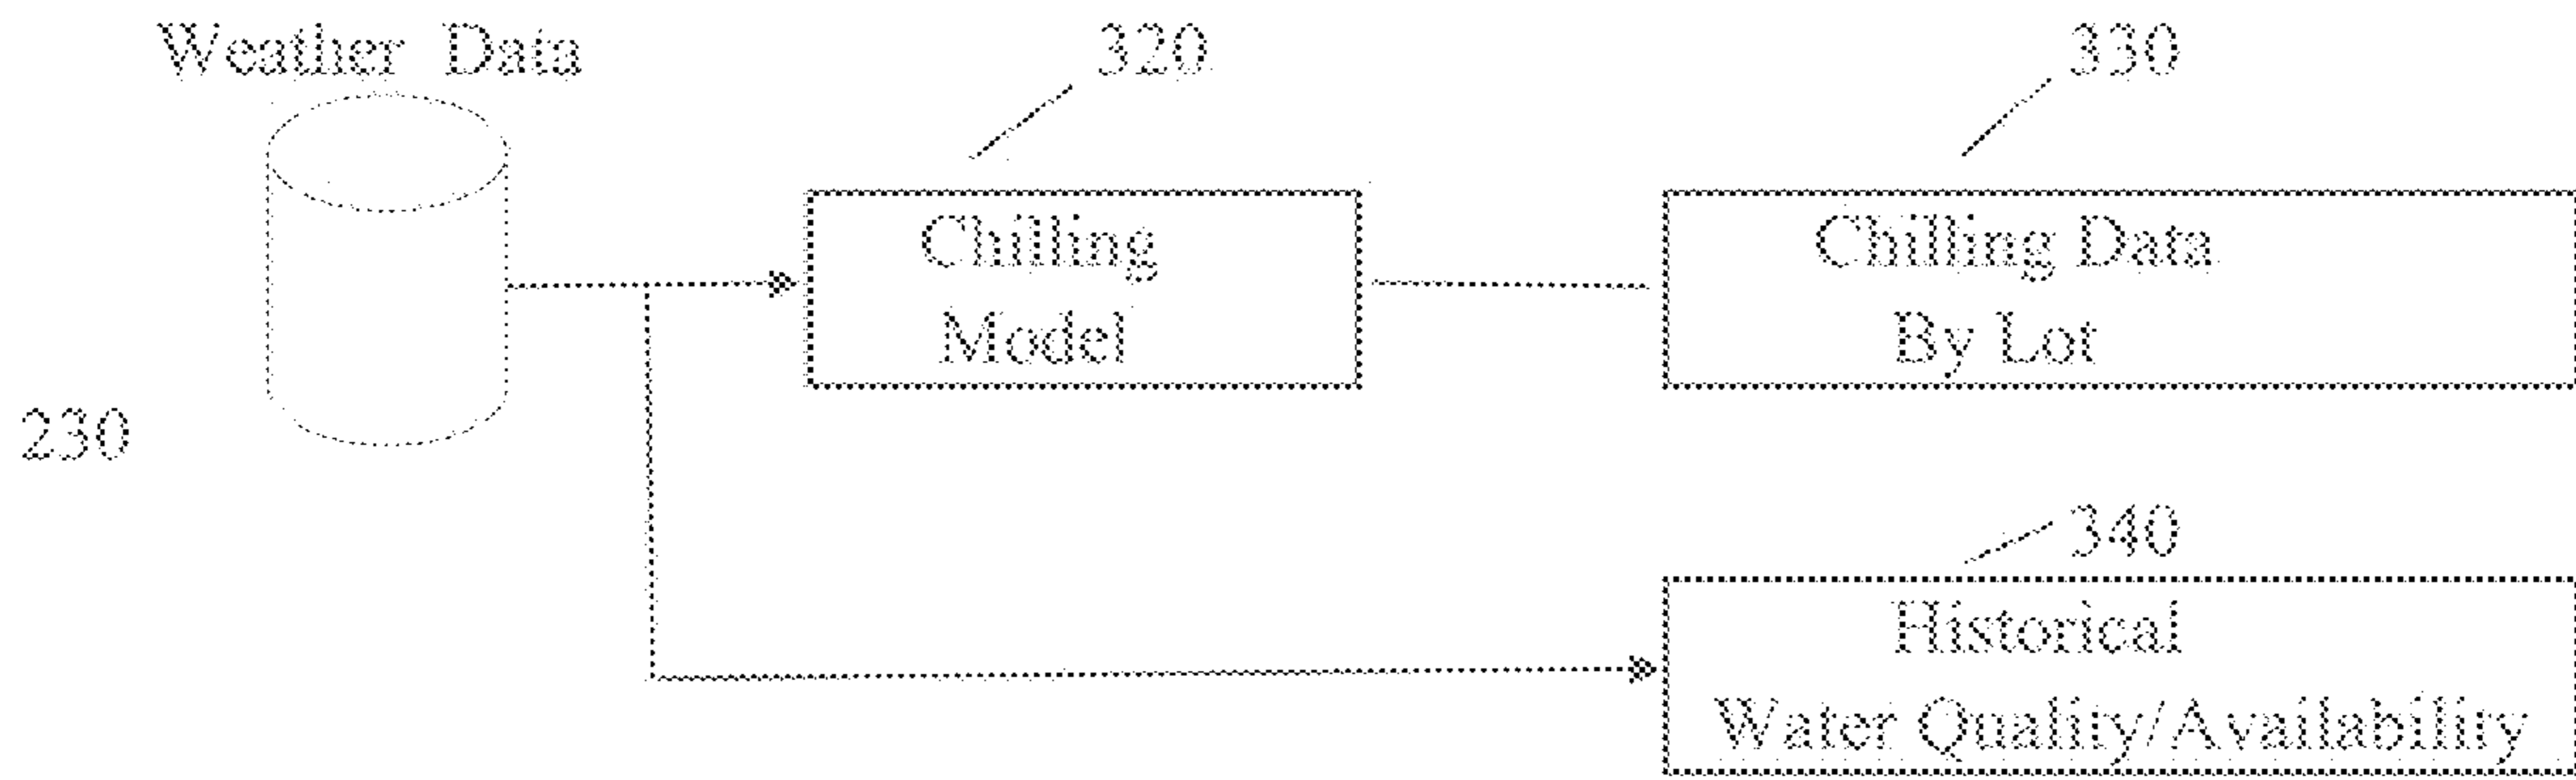 Weather Data
320
330
Chilling
Model
Chilling Data
By Lot
230
340
Historical
Water Quality/Availability